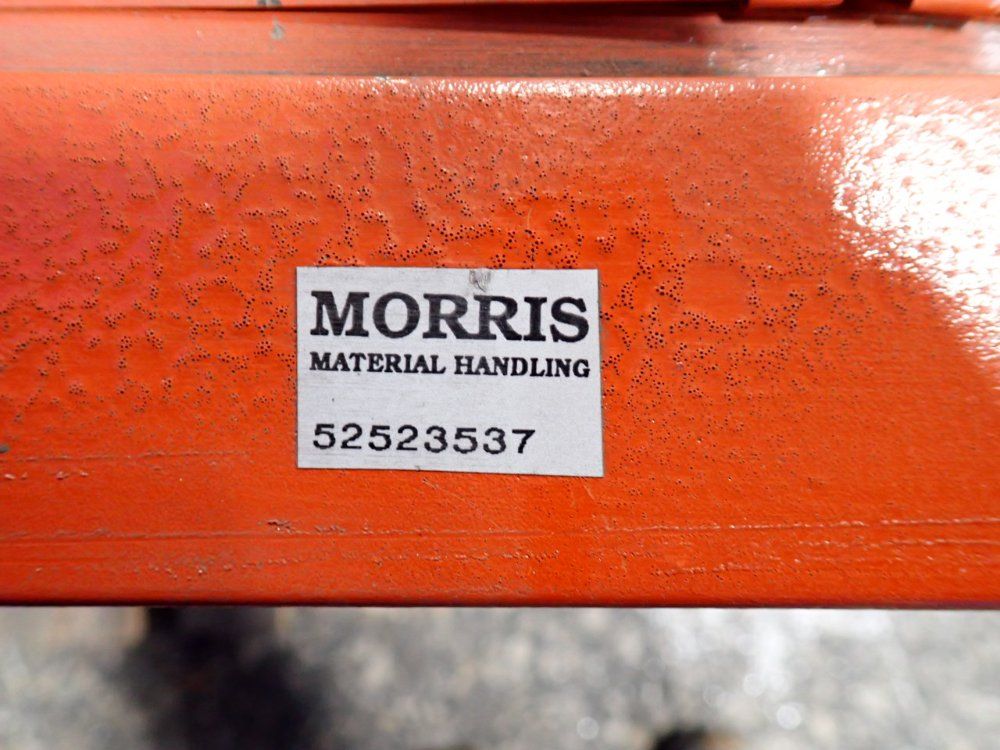 MORRIS
MATERIAL HANDLING
52523537